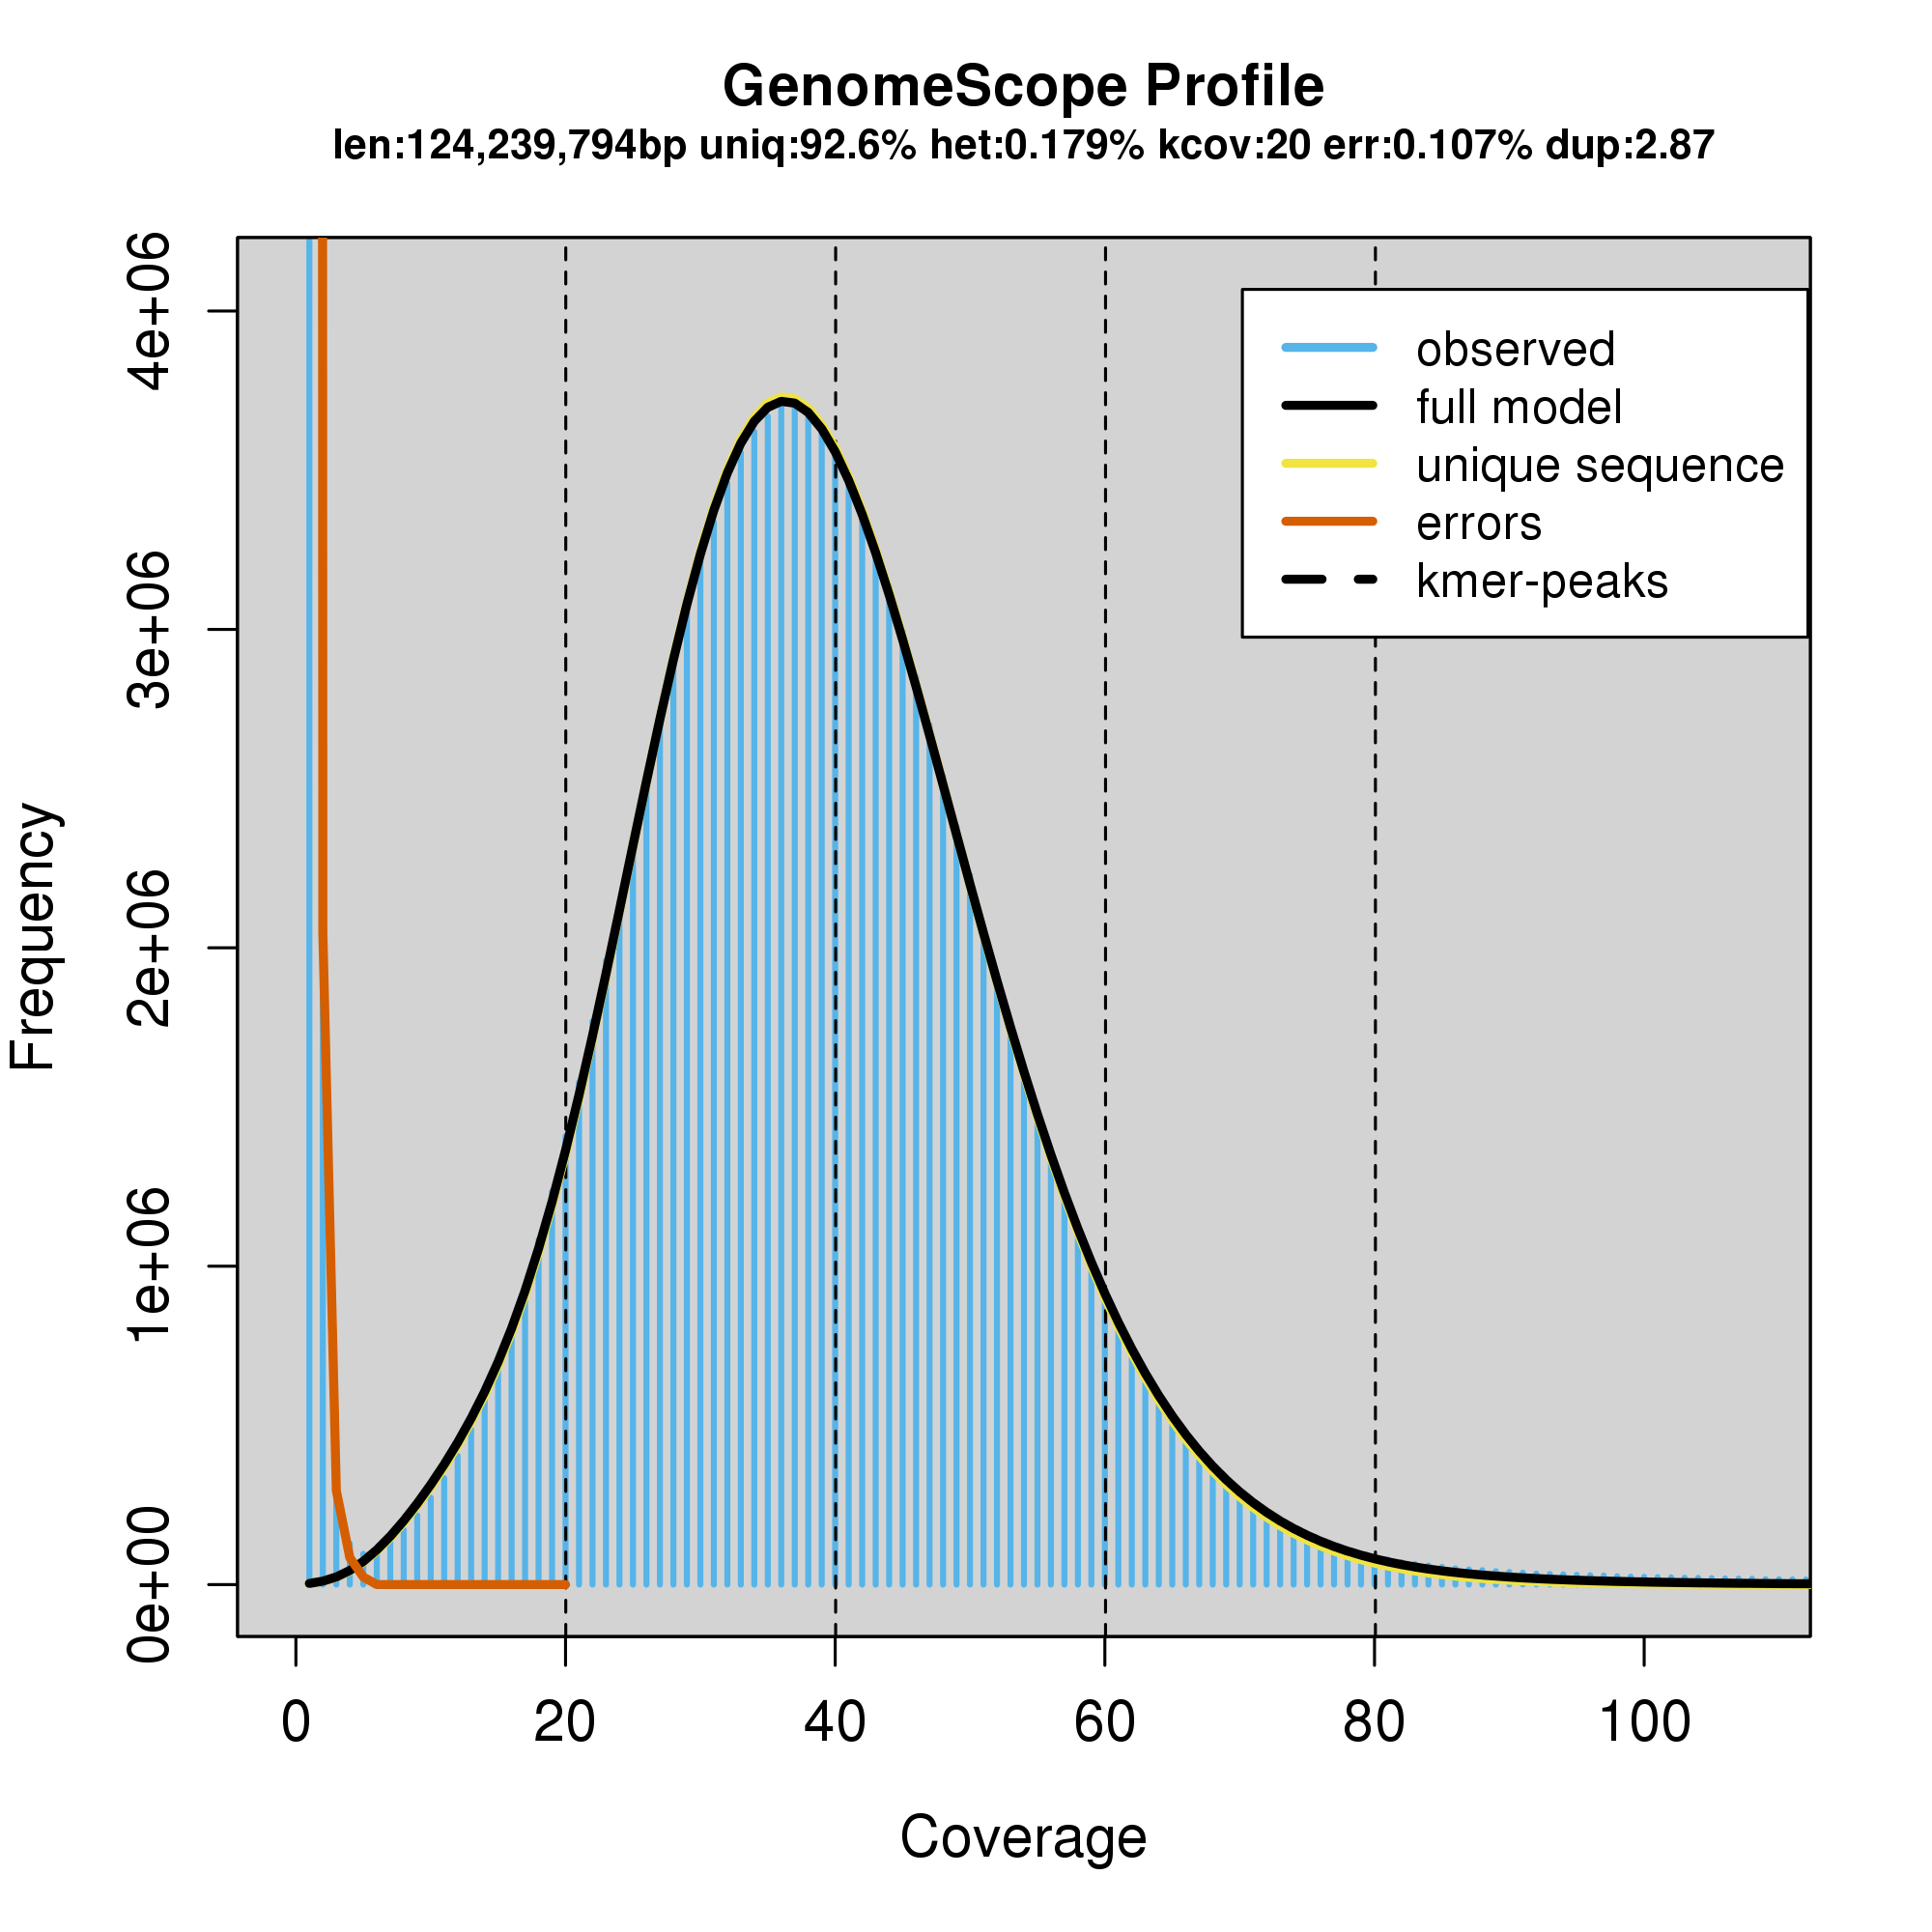 GenomeScope Profile
len:124,239,794bp uniq:92.6% het:0.179% kcov:20 err:0.107% dup:2.87
4e+06
3e+06
2e+06
1e+06
0e+00
Frequency
observed
full model
unique sequence
errors
kmer-peaks
0 20 40 60 80 100
Coverage